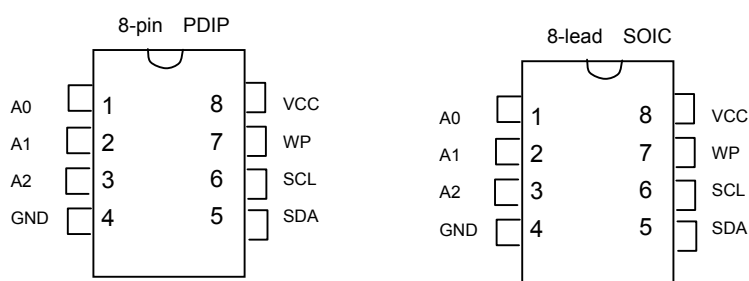 8-pin PDIP
A0 1 8 VCC
A1 2 7 WP
A2 3 6 SCL
GND 4 5 SDA
8-lead SOIC
A0 1 8 VCC
A1 2 7 WP
A2 3 6 SCL
GND 4 5 SDA